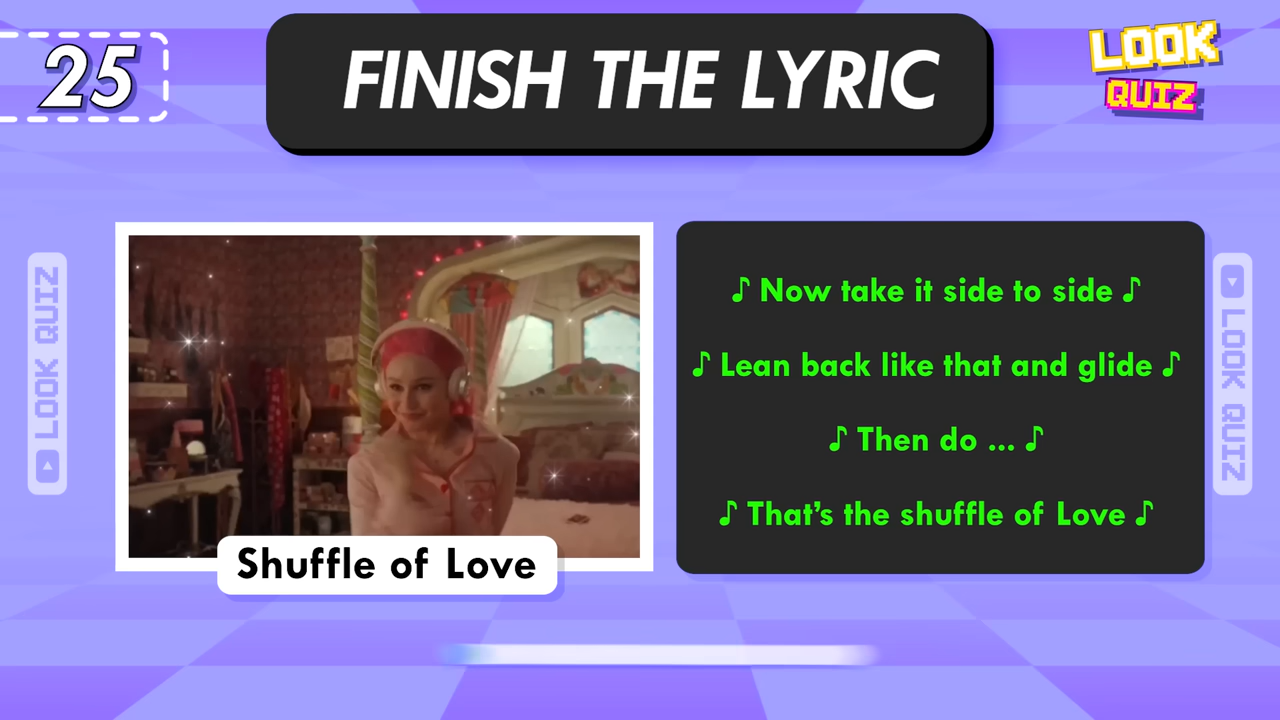 25
FINISH THE LYRIC
LOOK
QUIZ
LOOK QUIZ
♪ Now take it side to side ♪
♪ Lean back like that and glide ♪
♪ Then do ... ♪
♪ That's the shuffle of Love ♪
LOOK QUIZ
Shuffle of Love